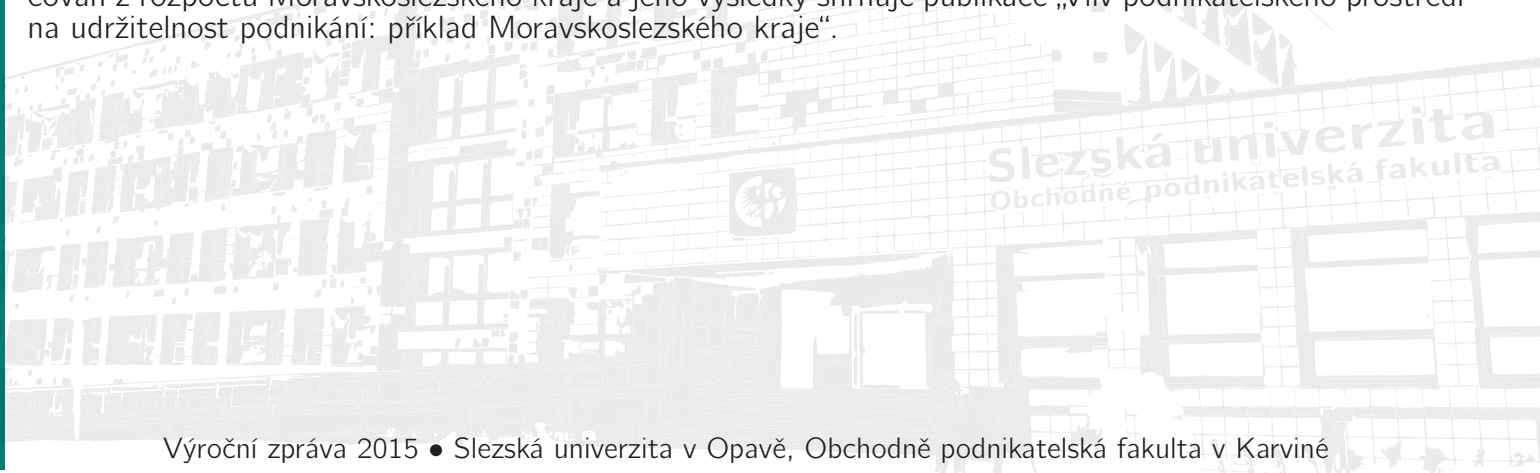 cován z rozpočtu Moravskoslezského kraje a jeho výsledky shrnuje publikace „Vliv podnikatelského prostředí
na udržitelnost podnikání: příklad Moravskoslezského kraje“.
Slezská univerzita
Obchodně podnikatelská fakulta
Výroční zpráva 2015 • Slezská univerzita v Opavě, Obchodně podnikatelská fakulta v Karviné